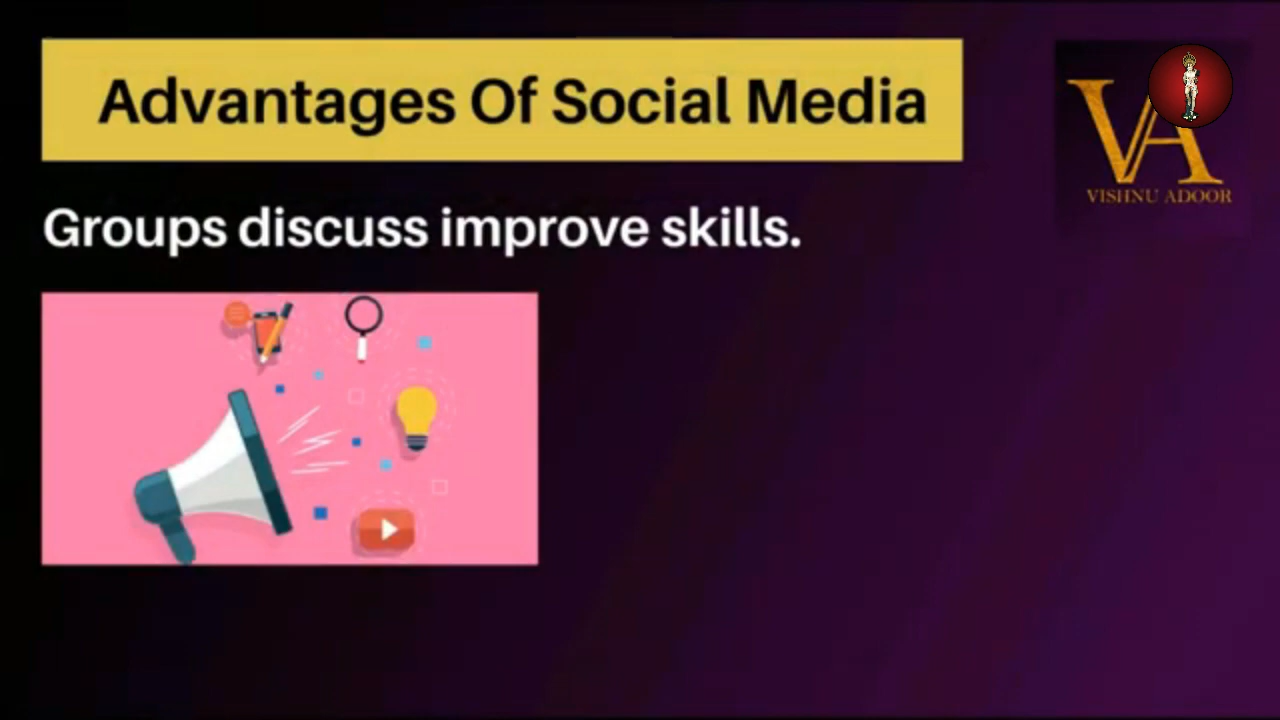 Advantages Of Social Media
VA
VISHNU ADOOR
Groups discuss improve skills.